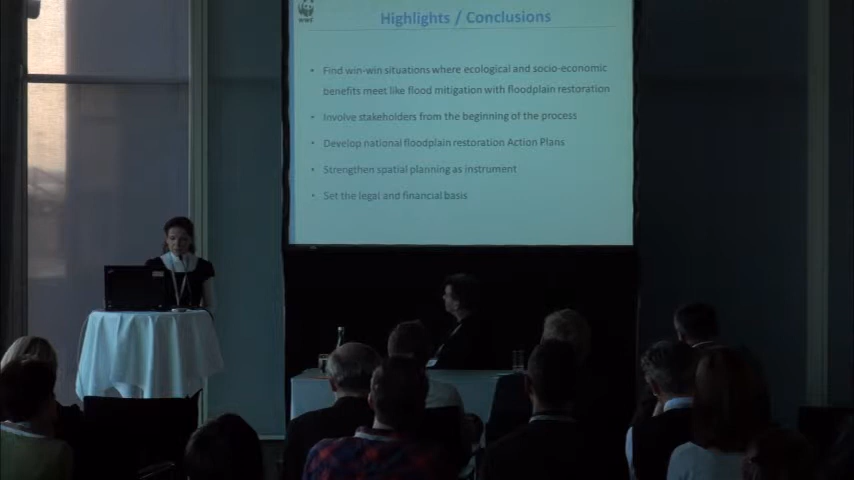 WWF
Highlights / Conclusions
• Find win-win situations where ecological and socio-economic
benefits meet like flood mitigation with floodplain restoration
• Involve stakeholders from the beginning of the process
• Develop national floodplain restoration Action Plans
• Strengthen spatial planning as instrument
• Set the legal and financial basis